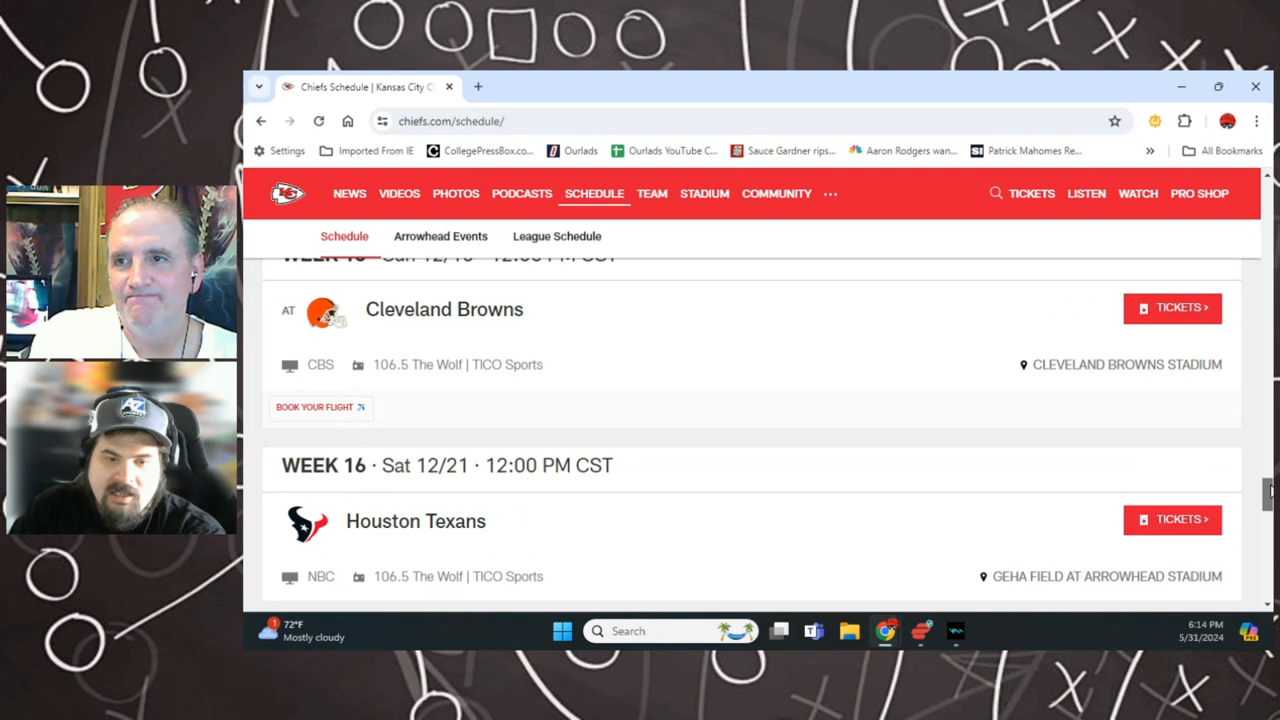 Chiefs Schedule | Kansas City C
chiefs.com/schedule/
Settings Imported From IE CollegePressBox.co... Ourlads Ourlads YouTube C... Sauce Gardner rips... Aaron Rodgers wan... Patrick Mahomes Re... » All Bookmarks
NEWS VIDEOS PHOTOS PODCASTS SCHEDULE TEAM STADIUM COMMUNITY ... TICKETS LISTEN WATCH PRO SHOP
Schedule Arrowhead Events League Schedule
AT Cleveland Browns TICKETS >
CBS 106.5 The Wolf | TICO Sports CLEVELAND BROWNS STADIUM
BOOK YOUR FLIGHT
WEEK 16 · Sat 12/21 · 12:00 PM CST
Houston Texans TICKETS >
NBC 106.5 The Wolf | TICO Sports GEHA FIELD AT ARROWHEAD STADIUM
1 72°F
Mostly cloudy
Search
6:14 PM
5/31/2024